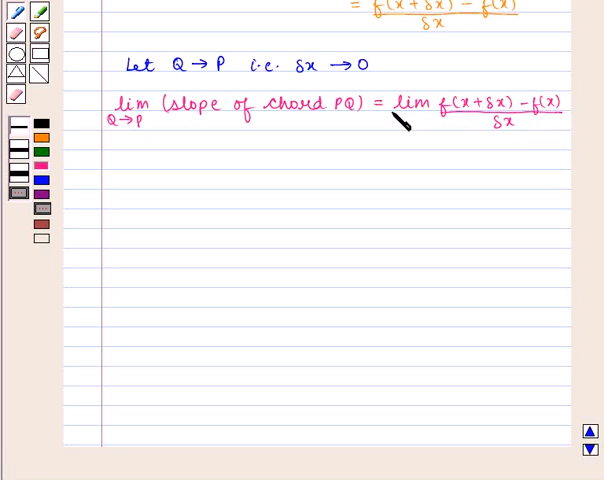 = f(x + δx) − f(x) / δx
Let Q → P i.e. δx → 0
lim Q→P (slope of chord PQ) = lim f(x + δx) − f(x) / δx